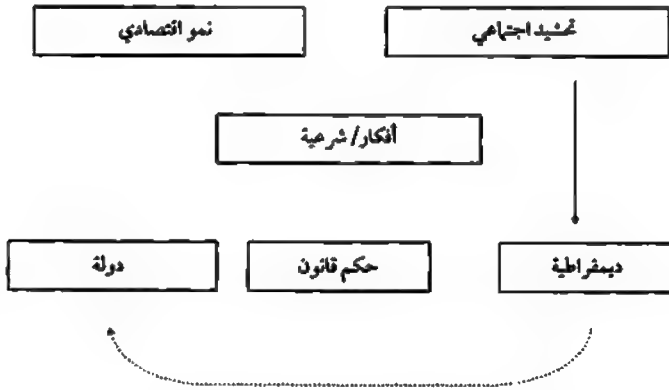 تحشيد اجتماعي
نمو اقتصادي
أفكار/ شرعية
ديمقراطية
حكم قانون
دولة